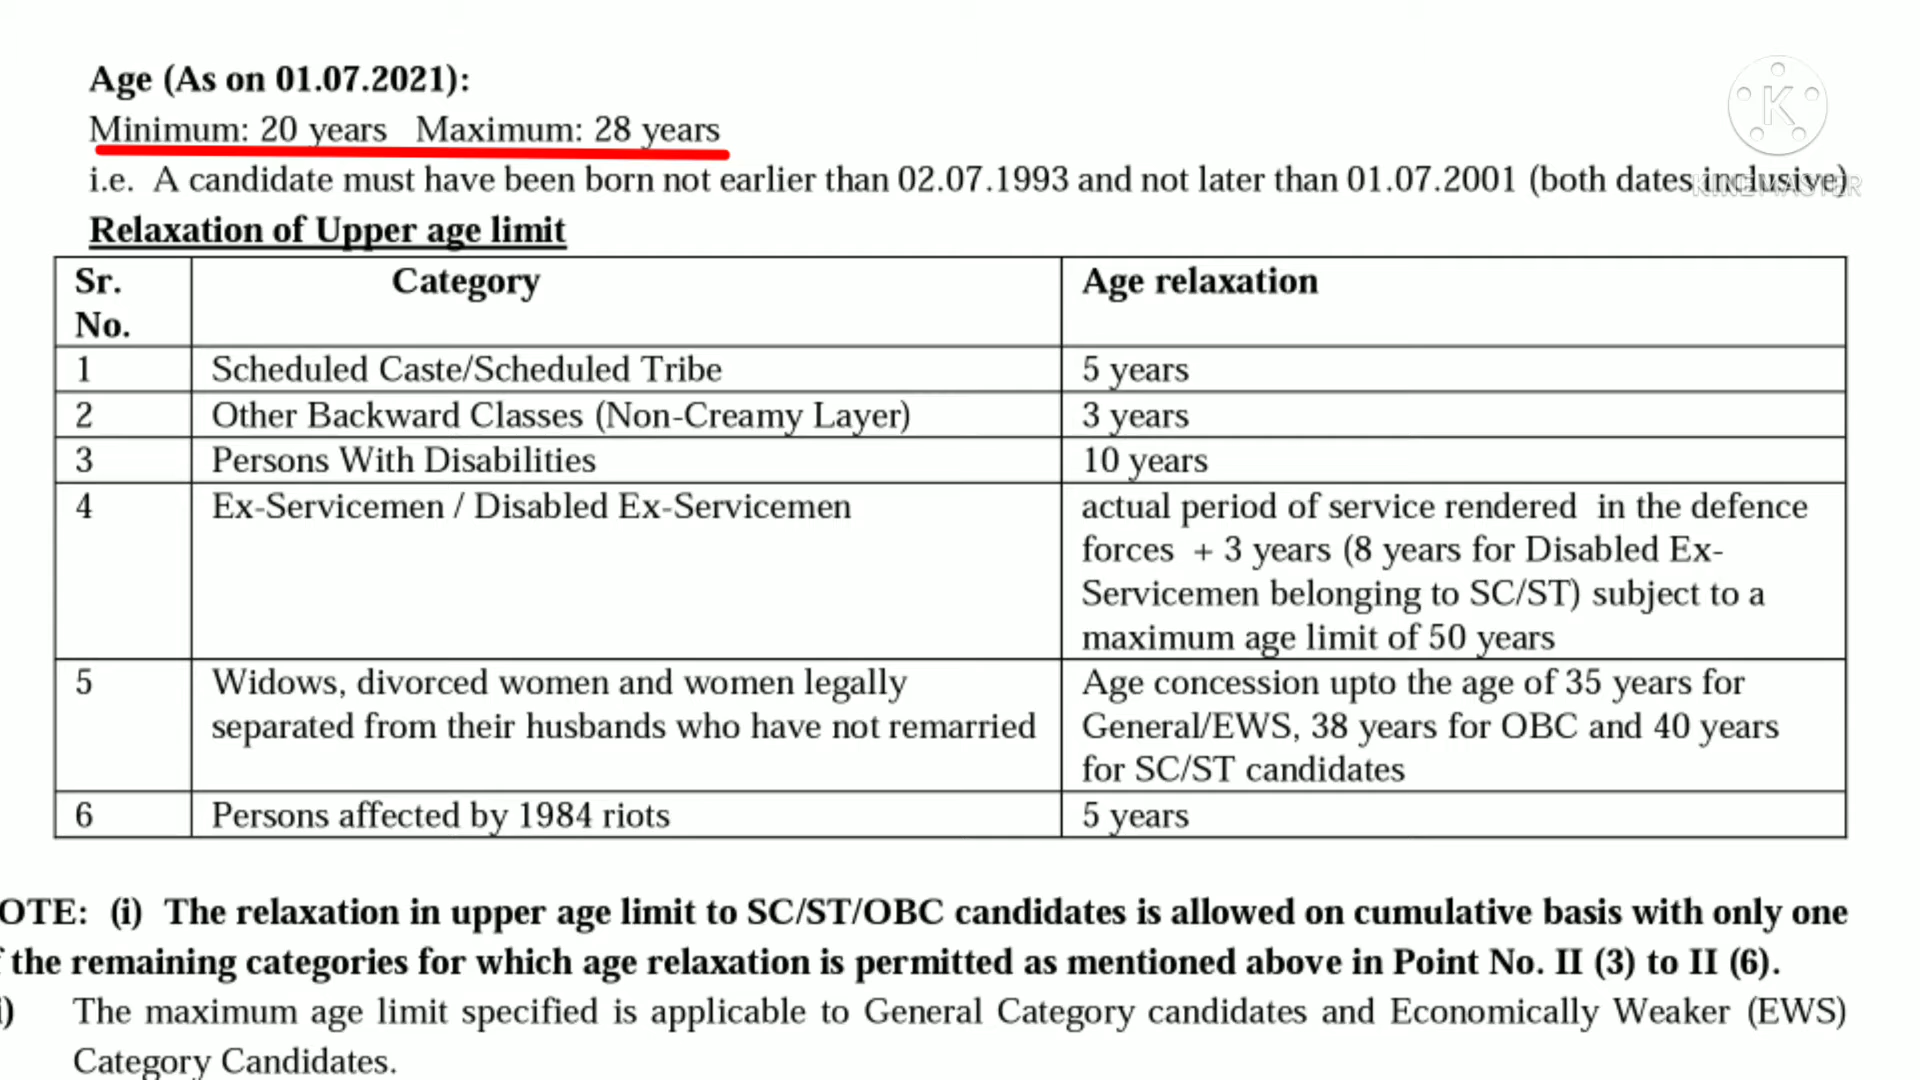 Age (As on 01.07.2021):
Minimum: 20 years Maximum: 28 years
i.e. A candidate must have been born not earlier than 02.07.1993 and not later than 01.07.2001 (both dates inclusive)
KINEMASTER
Relaxation of Upper age limit
Sr. No. Category Age relaxation
1 Scheduled Caste/Scheduled Tribe 5 years
2 Other Backward Classes (Non-Creamy Layer) 3 years
3 Persons With Disabilities 10 years
4 Ex-Servicemen / Disabled Ex-Servicemen actual period of service rendered in the defence
forces + 3 years (8 years for Disabled Ex-
Servicemen belonging to SC/ST) subject to a
maximum age limit of 50 years
5 Widows, divorced women and women legally
separated from their husbands who have not remarried
Age concession upto the age of 35 years for
General/EWS, 38 years for OBC and 40 years
for SC/ST candidates
6 Persons affected by 1984 riots 5 years
OTE: (i) The relaxation in upper age limit to SC/ST/OBC candidates is allowed on cumulative basis with only one
the remaining categories for which age relaxation is permitted as mentioned above in Point No. II (3) to II (6).
i) The maximum age limit specified is applicable to General Category candidates and Economically Weaker (EWS)
Category Candidates.